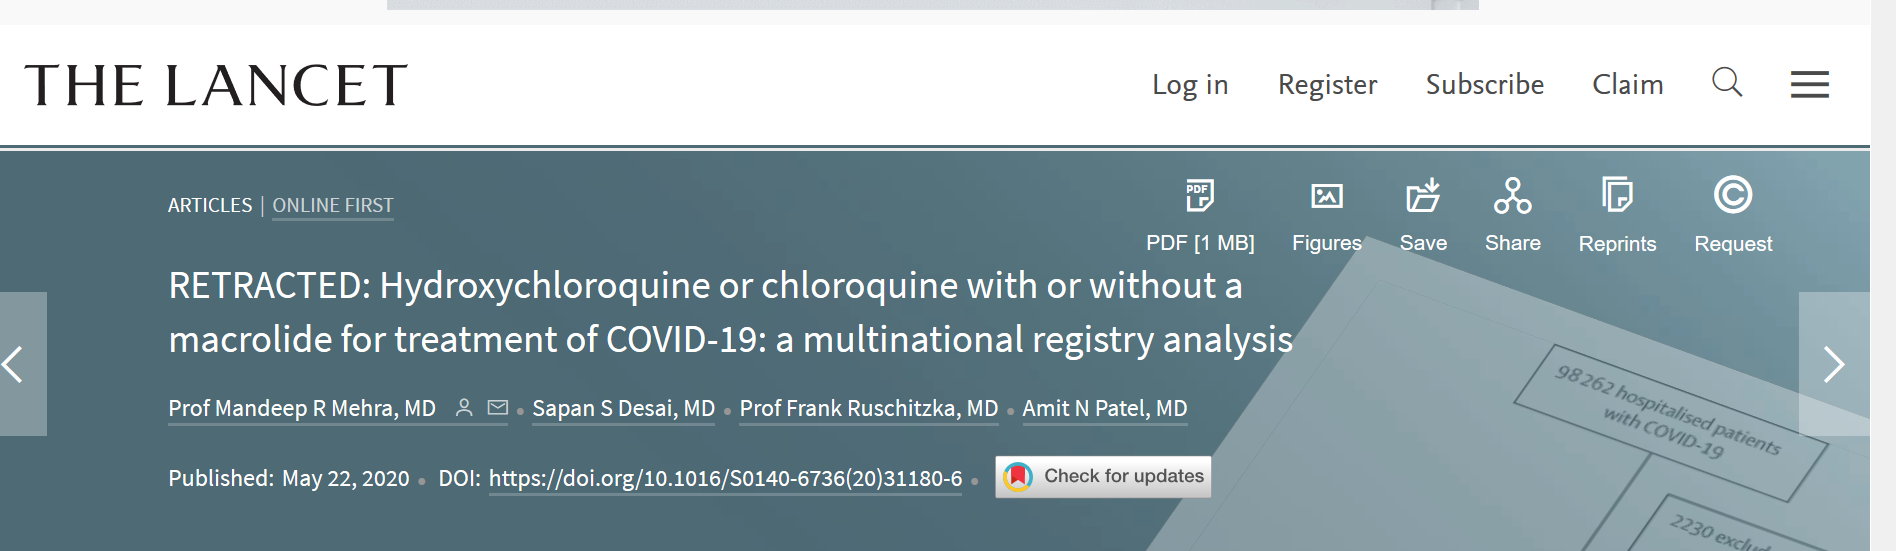 THE LANCET
Log in Register Subscribe Claim
ARTICLES | ONLINE FIRST
PDF
PDF [1 MB] Figures Save Share Reprints Request
RETRACTED: Hydroxychloroquine or chloroquine with or without a
macrolide for treatment of COVID-19: a multinational registry analysis
Prof Mandeep R Mehra, MD • Sapan S Desai, MD • Prof Frank Ruschitzka, MD • Amit N Patel, MD
Published: May 22, 2020 • DOI: https://doi.org/10.1016/S0140-6736(20)31180-6 • Check for updates
98262 hospitalised patients
with COVID-19
2230